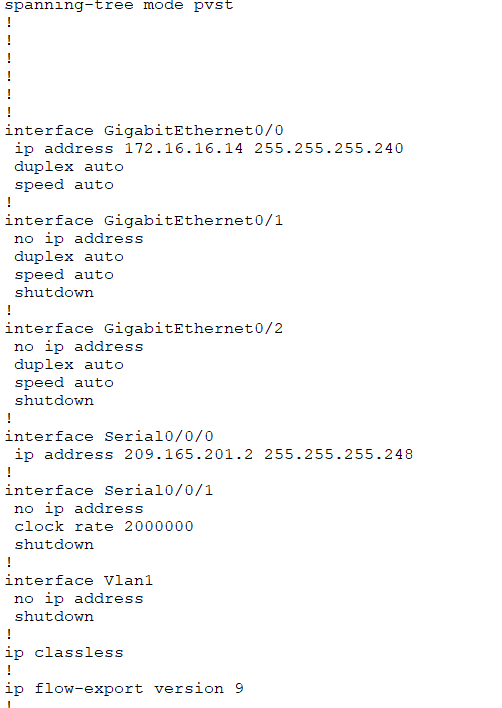 spanning-tree mode pvst
!
!
!
!
!
!
interface GigabitEthernet0/0
 ip address 172.16.16.14 255.255.255.240
 duplex auto
 speed auto
!
interface GigabitEthernet0/1
 no ip address
 duplex auto
 speed auto
 shutdown
!
interface GigabitEthernet0/2
 no ip address
 duplex auto
 speed auto
 shutdown
!
interface Serial0/0/0
 ip address 209.165.201.2 255.255.255.248
!
interface Serial0/0/1
 no ip address
 clock rate 2000000
 shutdown
!
interface Vlan1
 no ip address
 shutdown
!
ip classless
!
ip flow-export version 9
!